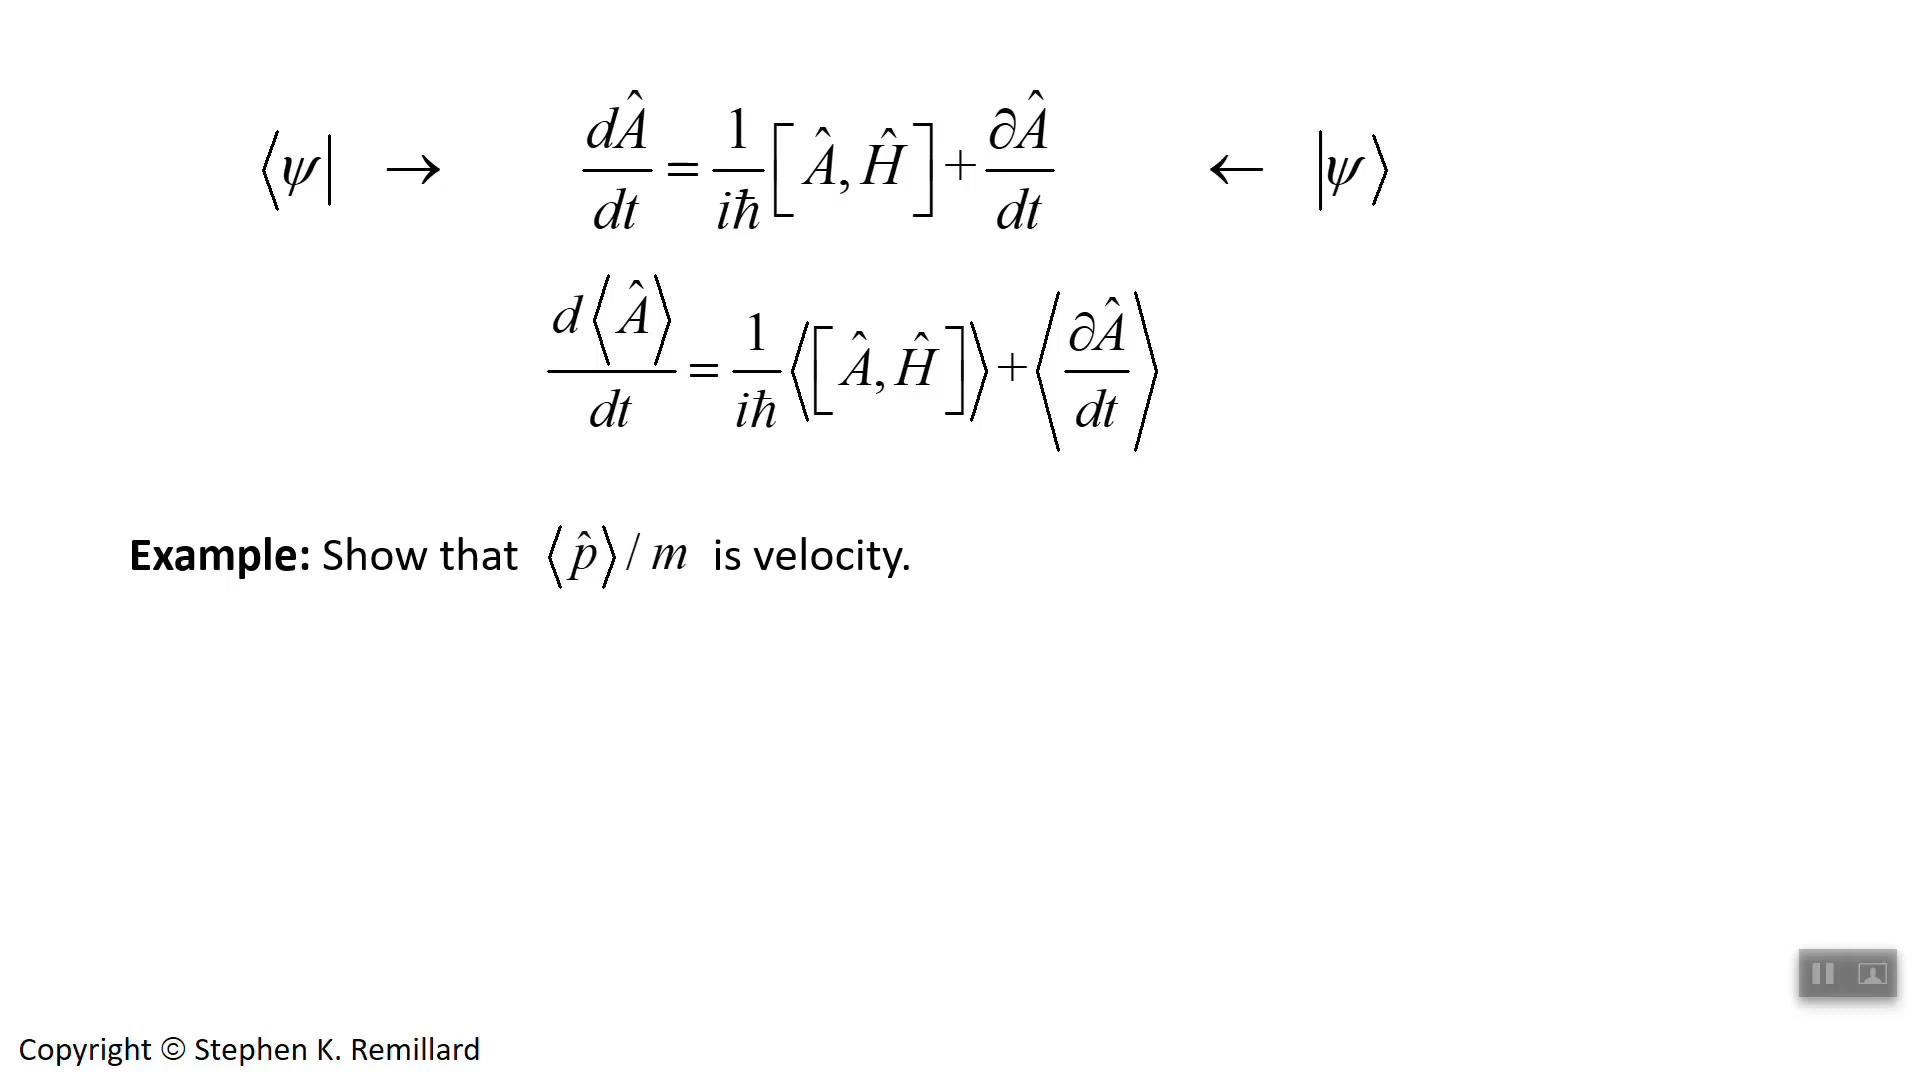 ⟨ψ| → dÂ/dt = 1/iħ [Â, Ĥ] + ∂Â/dt ← |ψ⟩
d⟨Â⟩/dt = 1/iħ ⟨[Â, Ĥ]⟩ + ⟨∂Â/dt⟩
Example: Show that ⟨p̂⟩ / m is velocity.
Copyright © Stephen K. Remillard